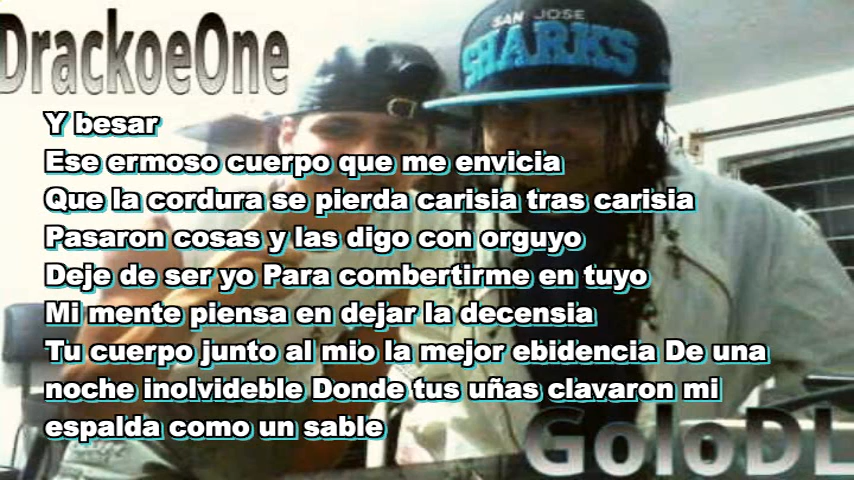 DrackoeOne
SAN JOSE
SHARKS
Y besar
Ese ermoso cuerpo que me envicia
Que la cordura se pierda carisia tras carisia
Pasaron cosas y las digo con orguyo
Deje de ser yo Para combertirme en tuyo
Mi mente piensa en dejar la decensia
Tu cuerpo junto al mio la mejor ebidencia De una
noche inolvideble Donde tus uñas clavaron mi
espalda como un sable
GoloDL